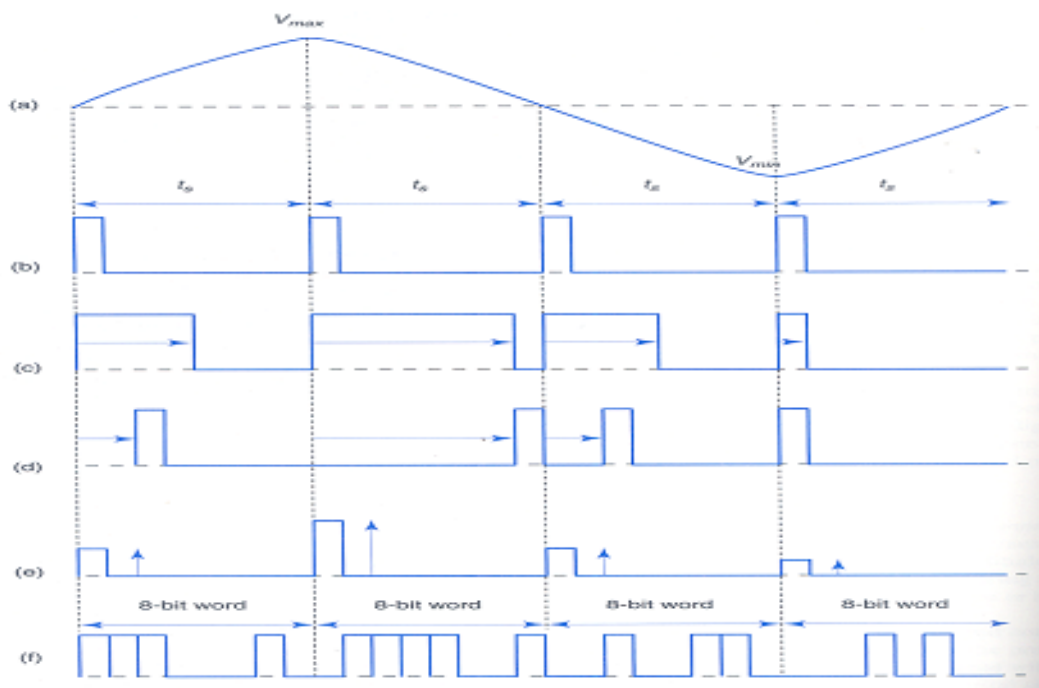 Vmax
(a)
Vmin
ts ts ts ts
(b)
(c)
(d)
(e)
8-bit word 8-bit word 8-bit word 8-bit word
(f)